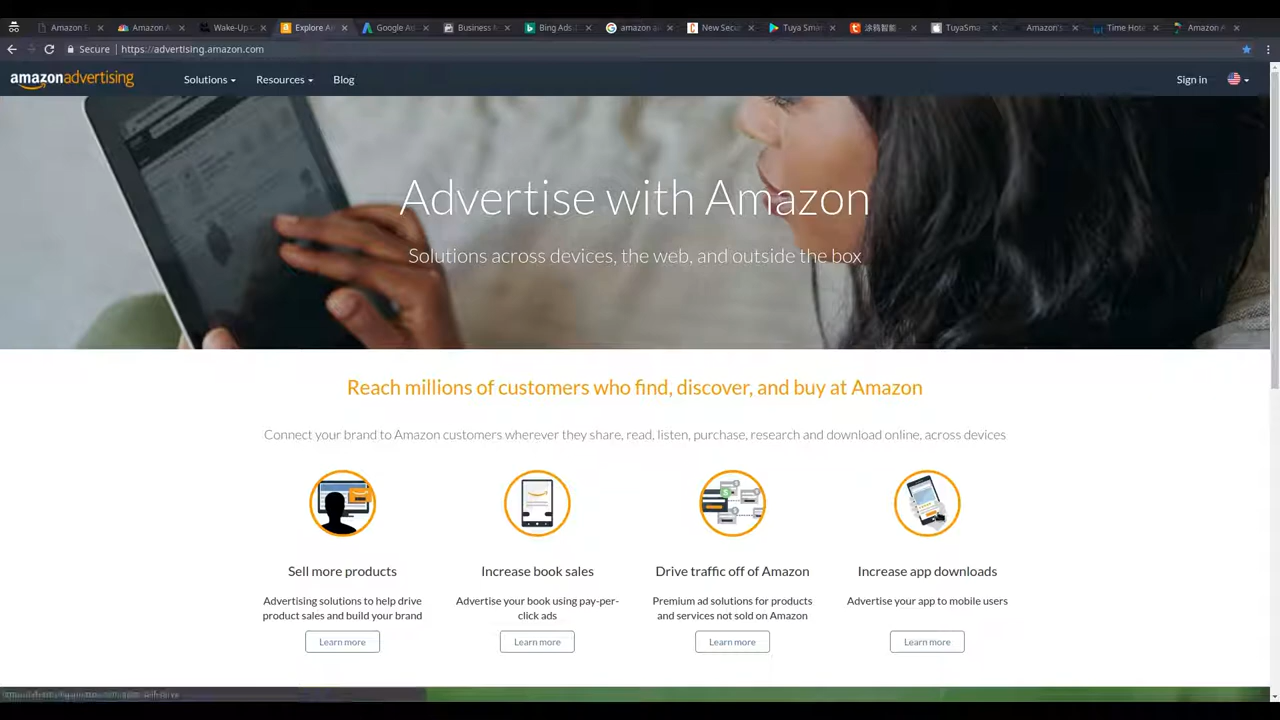 Amazon E
Amazon A
Wake-Up
Explore A
Google Ad
Business
Bing Ads
amazon al
New Secu
Tuya Sma
涂鸦智能
TuyaSma
Amazon's
Time Hote
Amazon A
Secure
https://advertising.amazon.com
amazonadvertising
Solutions
Resources
Blog
Sign in
Advertise with Amazon
Solutions across devices, the web, and outside the box
Reach millions of customers who find, discover, and buy at Amazon
Connect your brand to Amazon customers wherever they share, read, listen, purchase, research and download online, across devices
Sell more products
Advertising solutions to help drive
product sales and build your brand
Learn more
Increase book sales
Advertise your book using pay-per-
click ads
Learn more
Drive traffic off of Amazon
Premium ad solutions for products
and services not sold on Amazon
Learn more
Increase app downloads
Advertise your app to mobile users
Learn more